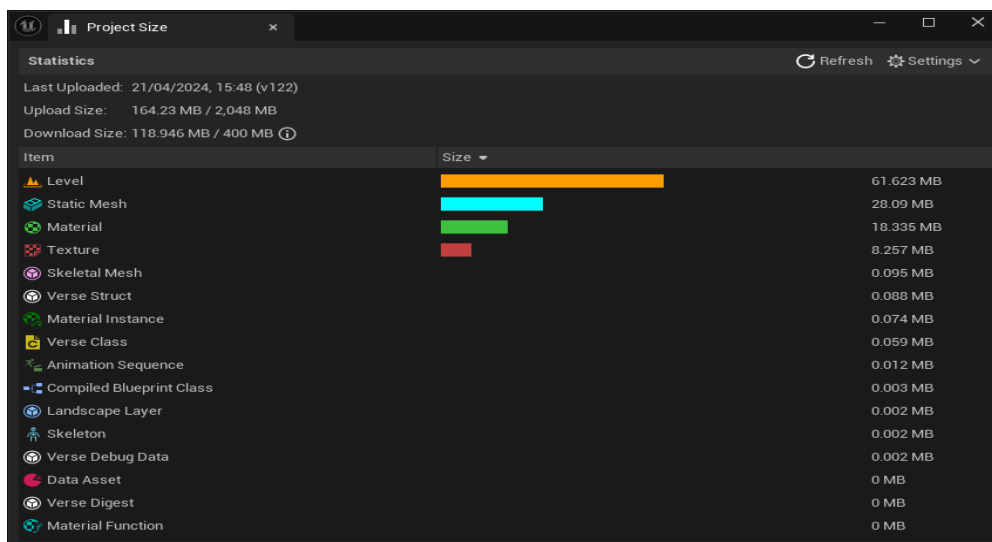 Project Size
Statistics Refresh Settings
Last Uploaded: 21/04/2024, 15:48 (v122)
Upload Size: 164.23 MB / 2,048 MB
Download Size: 118.946 MB / 400 MB
Item Size
Level 61.623 MB
Static Mesh 28.09 MB
Material 18.335 MB
Texture 8.257 MB
Skeletal Mesh 0.095 MB
Verse Struct 0.088 MB
Material Instance 0.074 MB
Verse Class 0.059 MB
Animation Sequence 0.012 MB
Compiled Blueprint Class 0.003 MB
Landscape Layer 0.002 MB
Skeleton 0.002 MB
Verse Debug Data 0.002 MB
Data Asset 0 MB
Verse Digest 0 MB
Material Function 0 MB